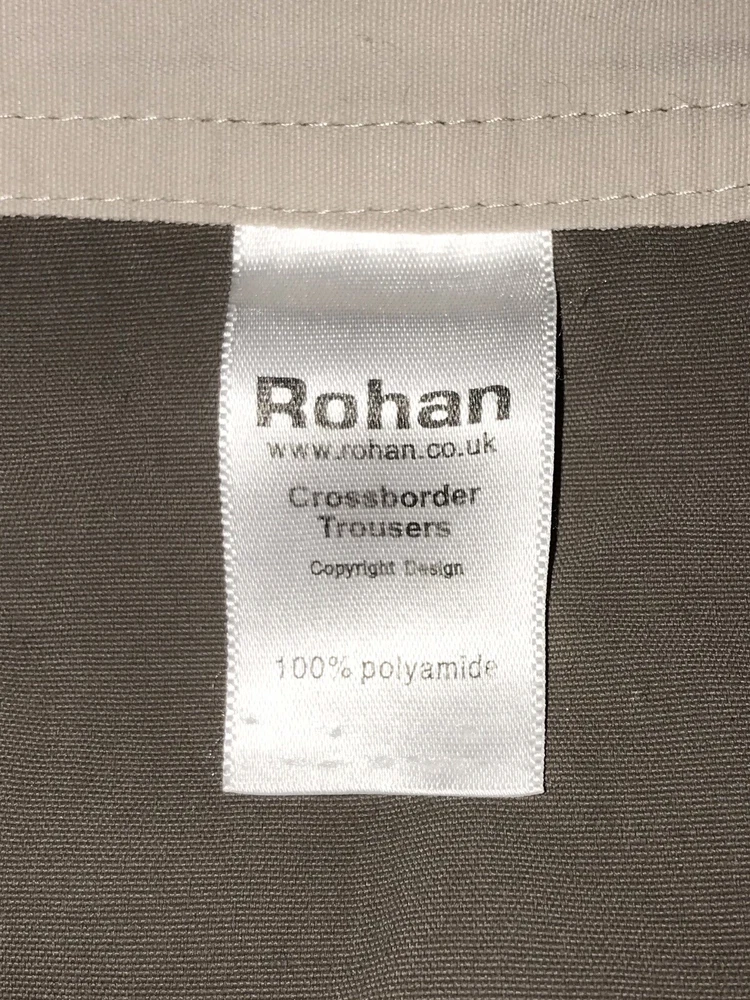 Rohan
www.rohan.co.uk
Crossborder
Trousers
Copyright Design
100% polyamide